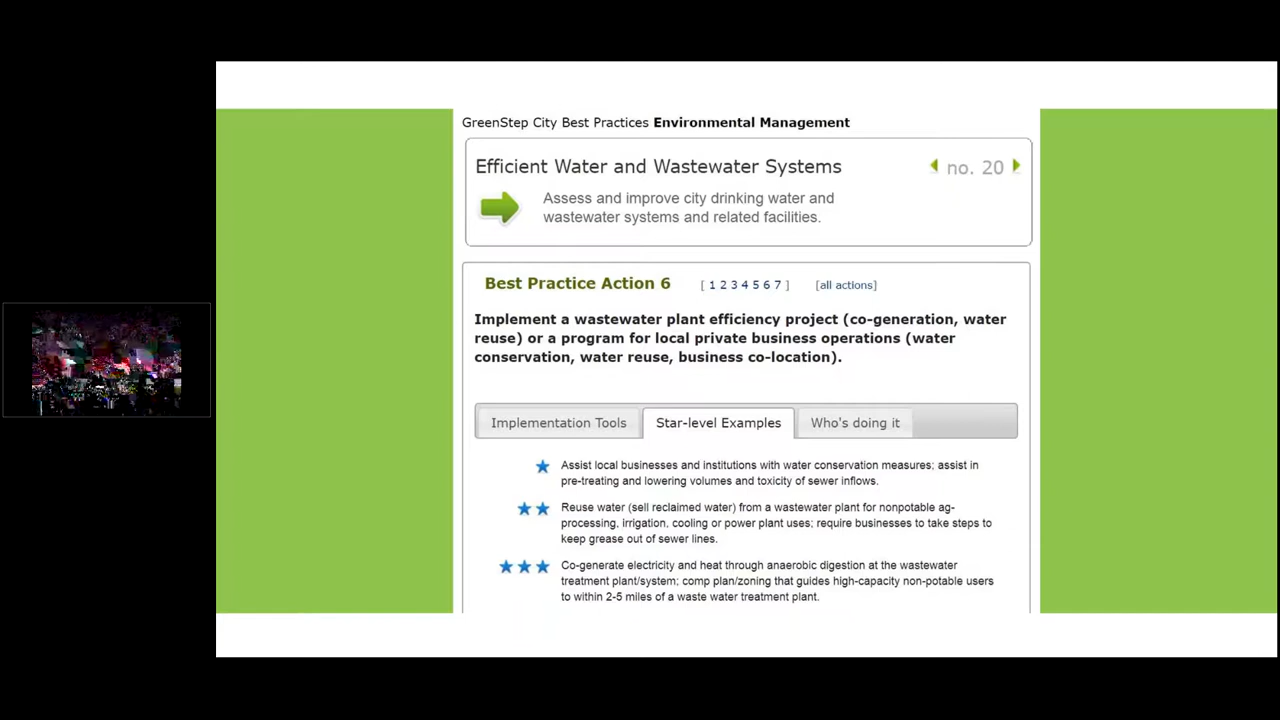 GreenStep City Best Practices Environmental Management
Efficient Water and Wastewater Systems
no. 20
Assess and improve city drinking water and
wastewater systems and related facilities.
Best Practice Action 6 [ 1 2 3 4 5 6 7 ] [all actions]
Implement a wastewater plant efficiency project (co-generation, water
reuse) or a program for local private business operations (water
conservation, water reuse, business co-location).
Implementation Tools Star-level Examples Who's doing it
Assist local businesses and institutions with water conservation measures; assist in
pre-treating and lowering volumes and toxicity of sewer inflows.
Reuse water (sell reclaimed water) from a wastewater plant for nonpotable ag-
processing, irrigation, cooling or power plant uses; require businesses to take steps to
keep grease out of sewer lines.
Co-generate electricity and heat through anaerobic digestion at the wastewater
treatment plant/system; comp plan/zoning that guides high-capacity non-potable users
to within 2-5 miles of a waste water treatment plant.